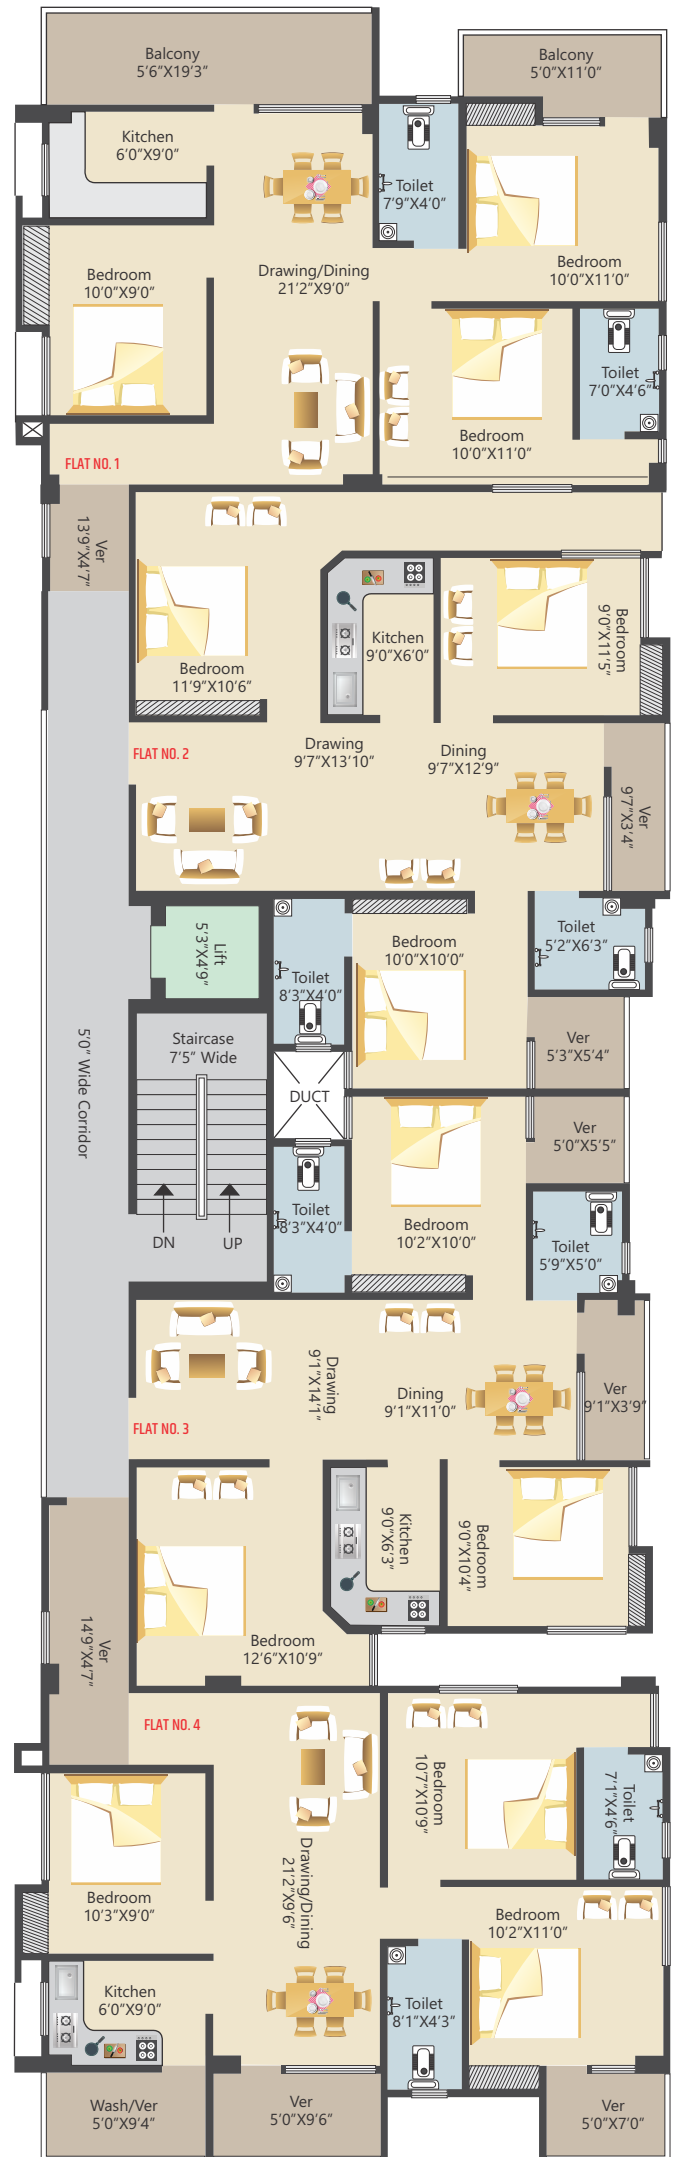 Balcony
5'6"X19'3"
Balcony
5'0"X11'0"
Kitchen
6'0"X9'0"
Toilet
7'9"X4'0"
Bedroom
10'0"X9'0"
Drawing/Dining
21'2"X9'0"
Bedroom
10'0"X11'0"
Toilet
7'0"X4'6"
Bedroom
10'0"X11'0"
FLAT NO. 1
Ver
13'9"X4'7"
Bedroom
11'9"X10'6"
Kitchen
9'0"X6'0"
Bedroom
9'0"X11'5"
FLAT NO. 2
Drawing
9'7"X13'10"
Dining
9'7"X12'9"
Ver
9'7"X3'4"
Lift
5'3"X4'9"
Toilet
8'3"X4'0"
Bedroom
10'0"X10'0"
Toilet
5'2"X6'3"
Staircase
7'5" Wide
Ver
5'3"X5'4"
5'0" Wide Corridor
DUCT
Ver
5'0"X5'5"
DN
UP
Toilet
8'3"X4'0"
Bedroom
10'2"X10'0"
Toilet
5'9"X5'0"
Drawing
9'1"X14'1"
Dining
9'1"X11'0"
Ver
9'1"X3'9"
FLAT NO. 3
Kitchen
9'0"X6'3"
Bedroom
9'0"X10'4"
Bedroom
12'6"X10'9"
Ver
14'9"X4'7"
FLAT NO. 4
Bedroom
10'7"X10'9"
Toilet
7'1"X4'6"
Drawing/Dining
21'2"X9'6"
Bedroom
10'3"X9'0"
Bedroom
10'2"X11'0"
Kitchen
6'0"X9'0"
Toilet
8'1"X4'3"
Wash/Ver
5'0"X9'4"
Ver
5'0"X9'6"
Ver
5'0"X7'0"